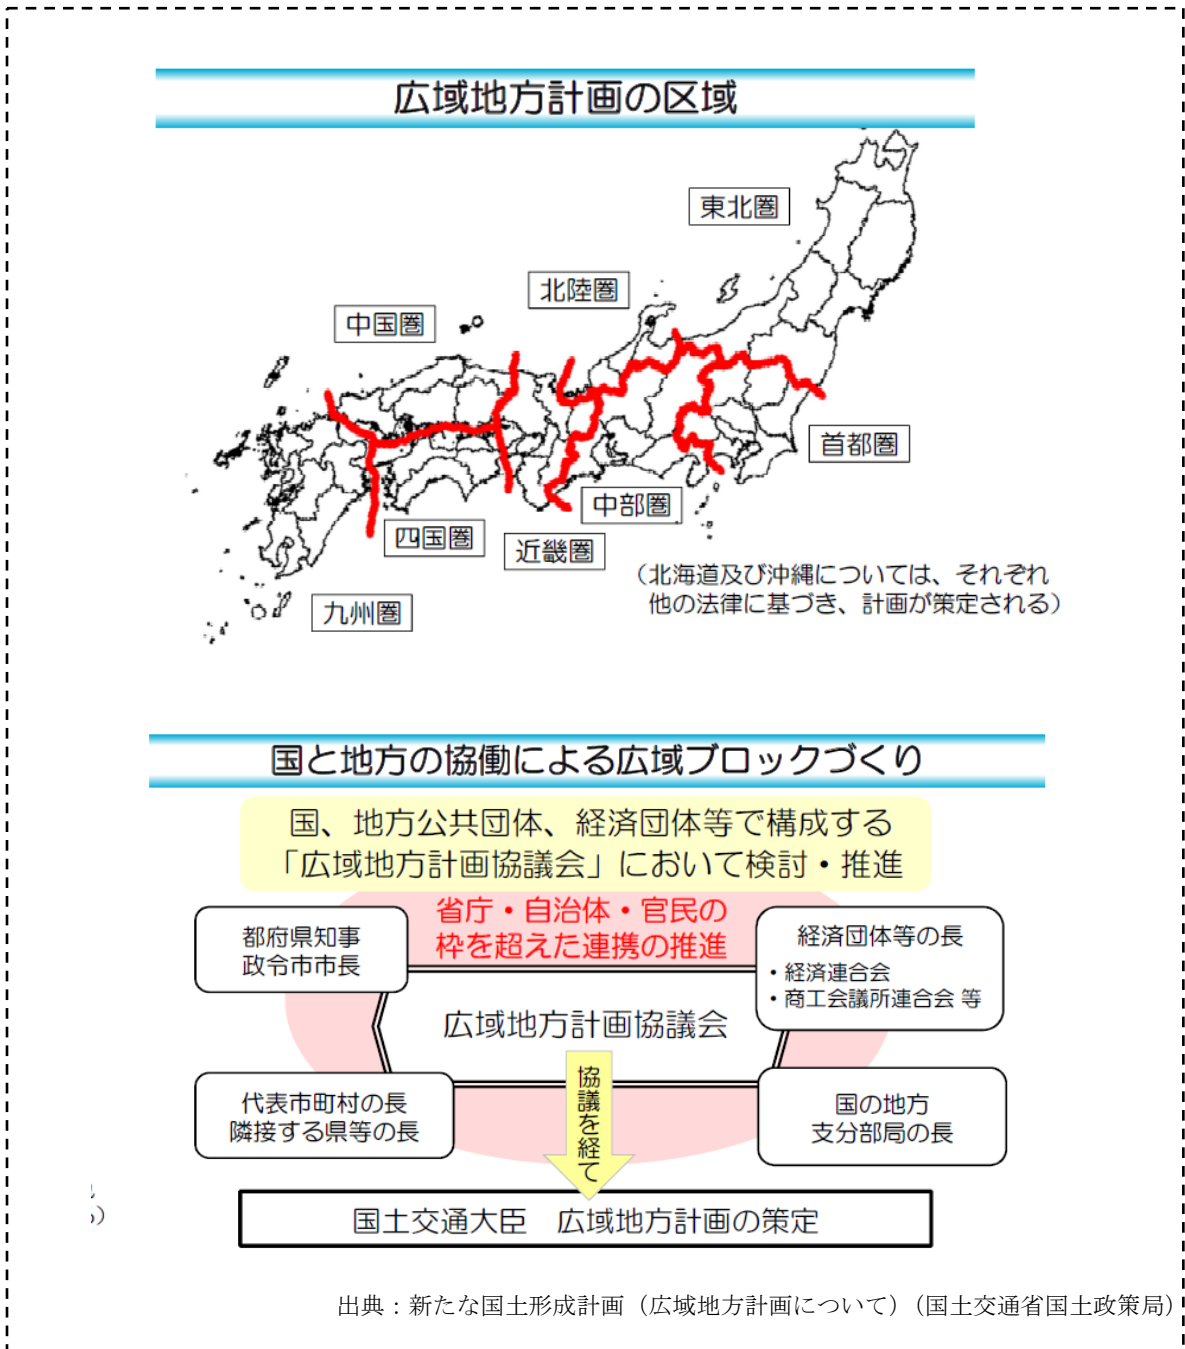 広域地方計画の区域
東北圏
北陸圏
中国圏
首都圏
中部圏
四国圏
近畿圏
(北海道及び沖縄については、それぞれ
他の法律に基づき、計画が策定される)
九州圏
国と地方の協働による広域ブロックづくり
国、地方公共団体、経済団体等で構成する
「広域地方計画協議会」において検討・推進
省庁・自治体・官民の
枠を超えた連携の推進
都府県知事
政令市市長
経済団体等の長
・経済連合会
・商工会議所連合会 等
広域地方計画協議会
協議を経て
代表市町村の長
隣接する県等の長
国の地方
支分部局の長
国土交通大臣 広域地方計画の策定
出典：新たな国土形成計画（広域地方計画について）（国土交通省国土政策局）